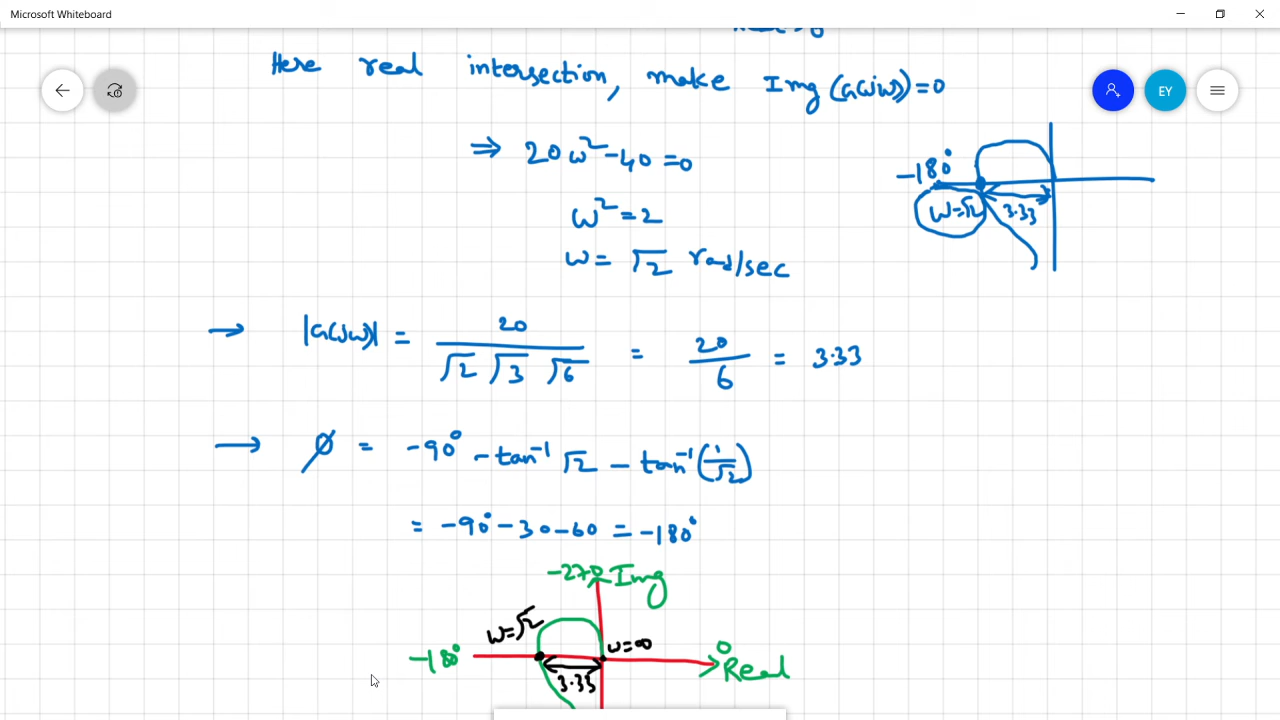 Microsoft Whiteboard
Here real intersection, make Img (G(jω))=0
EY
⇒ 20ω²-40=0
ω²=2
ω= √2 rad/sec
-180°
ω=√2
3.33
→ |G(jω)| = 20 / √2 √3 √6 = 20/6 = 3.33
→ ø = -90° - tan⁻¹ √2 - tan⁻¹(1/√2)
= -90° - 30 - 60 = -180°
-270 Img
ω=√2
ω=∞
-180°
0
Real
3.33